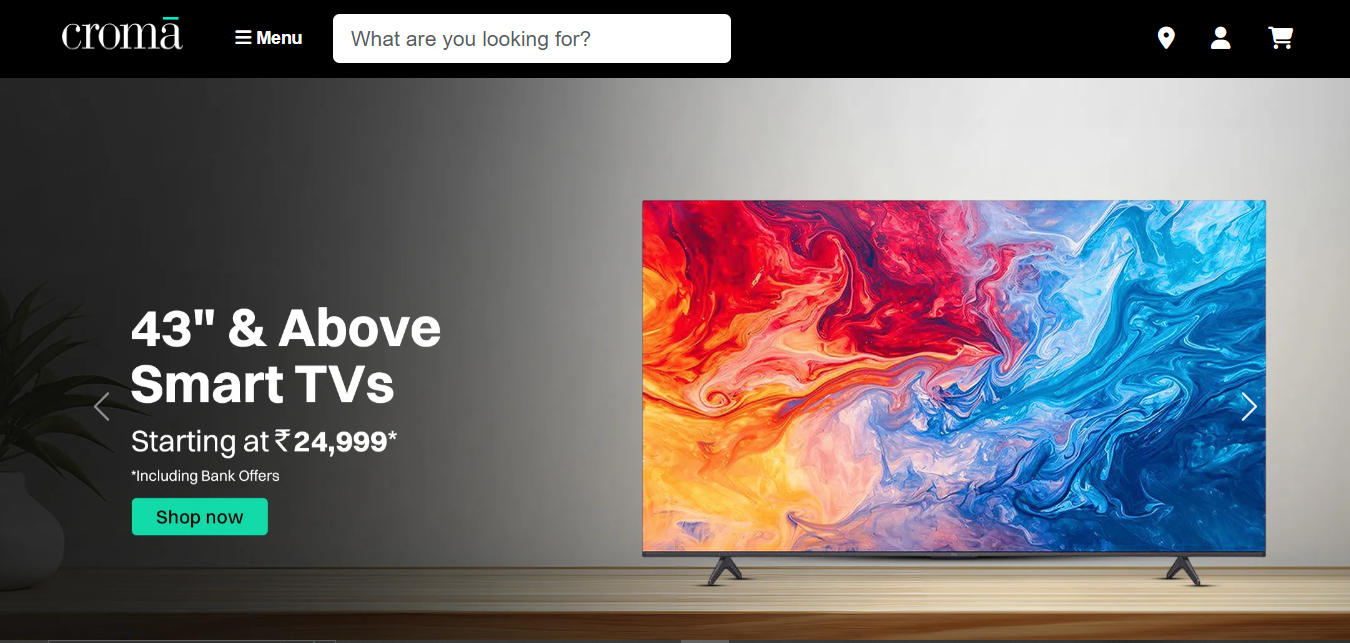 cromā
Menu
What are you looking for?
43" & Above
Smart TVs
Starting at ₹24,999*
*Including Bank Offers
Shop now